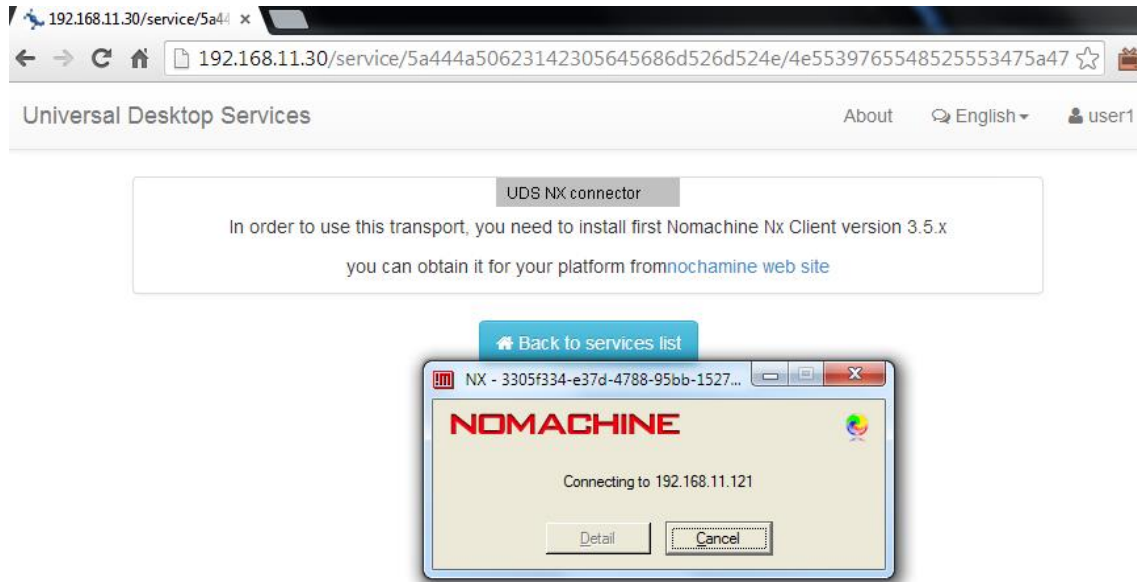 192.168.11.30/service/5a44
192.168.11.30/service/5a444a50623142305645686d526d524e/4e5539765548525553475a47
Universal Desktop Services
About
English
user1
UDS NX connector
In order to use this transport, you need to install first Nomachine Nx Client version 3.5.x
you can obtain it for your platform fromnochamine web site
Back to services list
NX - 3305f334-e37d-4788-95bb-1527...
NOMACHINE
Connecting to 192.168.11.121
Detail
Cancel